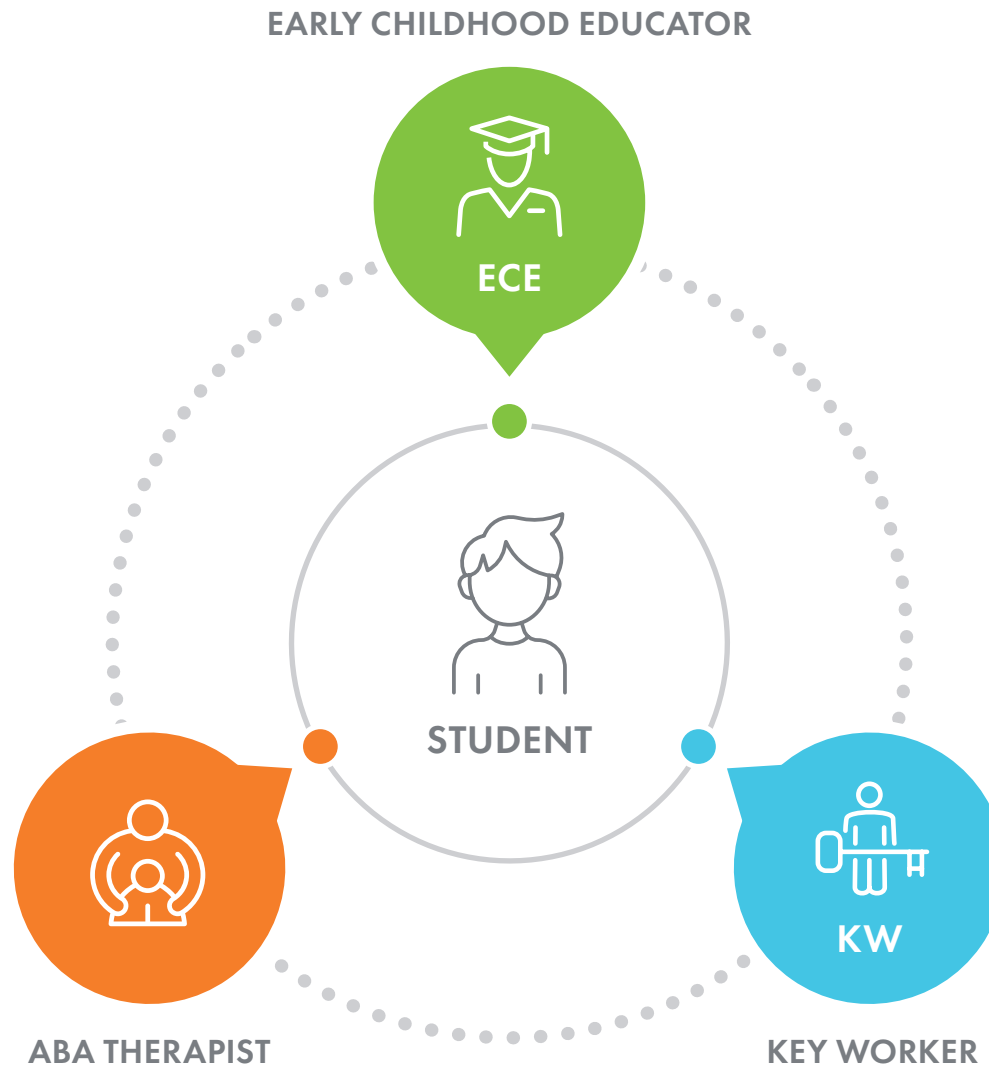 EARLY CHILDHOOD EDUCATOR
ECE
STUDENT
KW
ABA THERAPIST
KEY WORKER